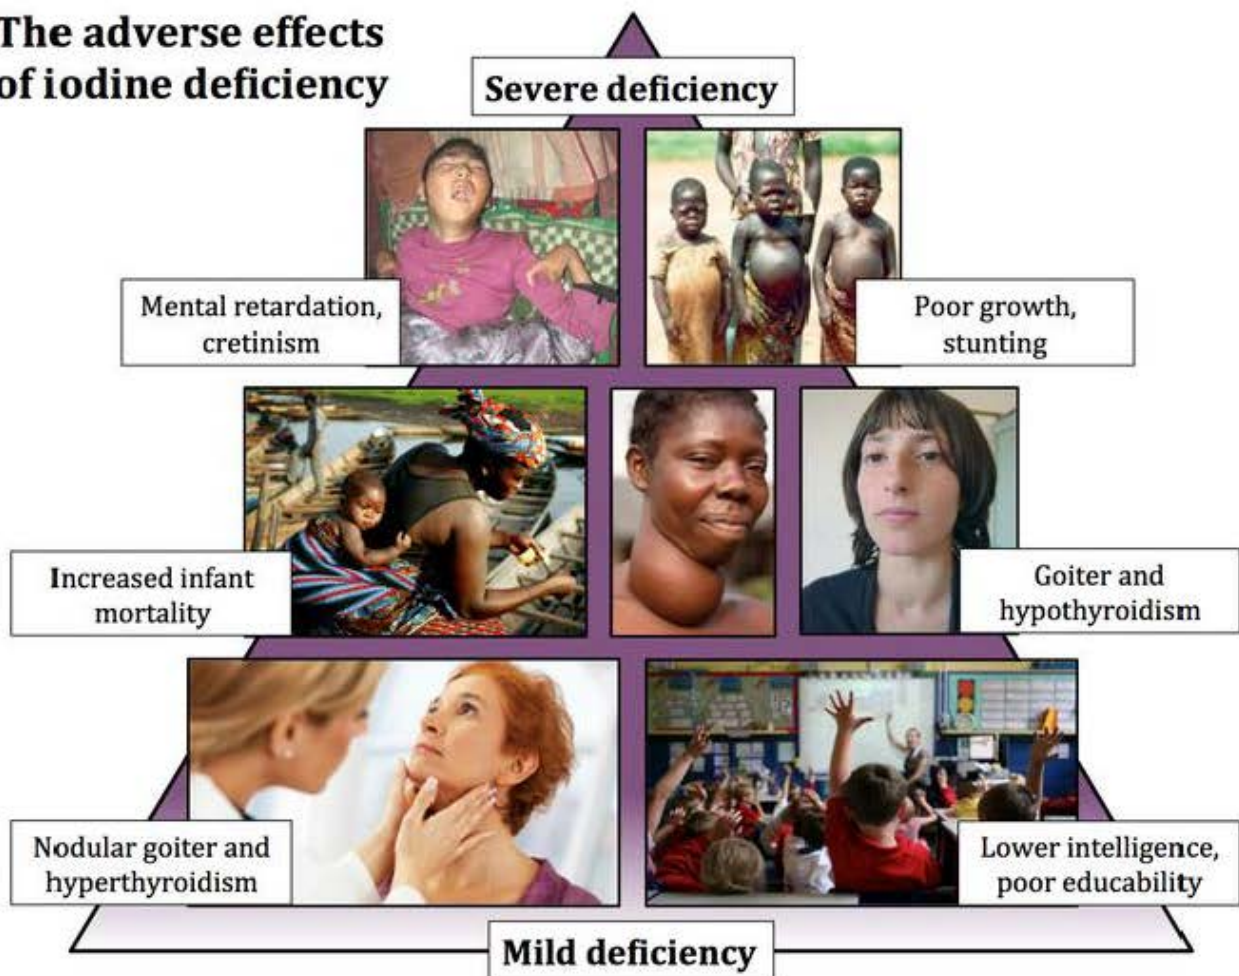 The adverse effects
of iodine deficiency
Severe deficiency
Mental retardation,
cretinism
Poor growth,
stunting
Increased infant
mortality
Goiter and
hypothyroidism
Nodular goiter and
hyperthyroidism
Lower intelligence,
poor educability
Mild deficiency